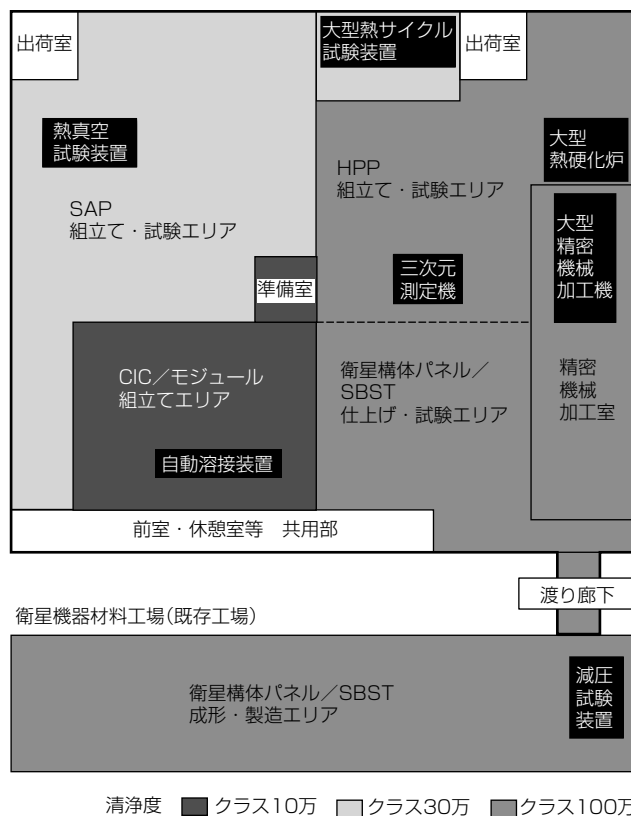 出荷室
大型熱サイクル
試験装置
出荷室
熱真空
試験装置
大型
熱硬化炉
HPP
組立て・試験エリア
SAP
組立て・試験エリア
大型
精密
機械
加工機
三次元
測定機
準備室
CIC／モジュール
組立てエリア
衛星構体パネル／
SBST
仕上げ・試験エリア
精密
機械
加工室
自動溶接装置
前室・休憩室等　共用部
渡り廊下
衛星機器材料工場(既存工場)
衛星構体パネル／SBST
成形・製造エリア
減圧
試験
装置
清浄度 クラス10万 クラス30万 クラス100万